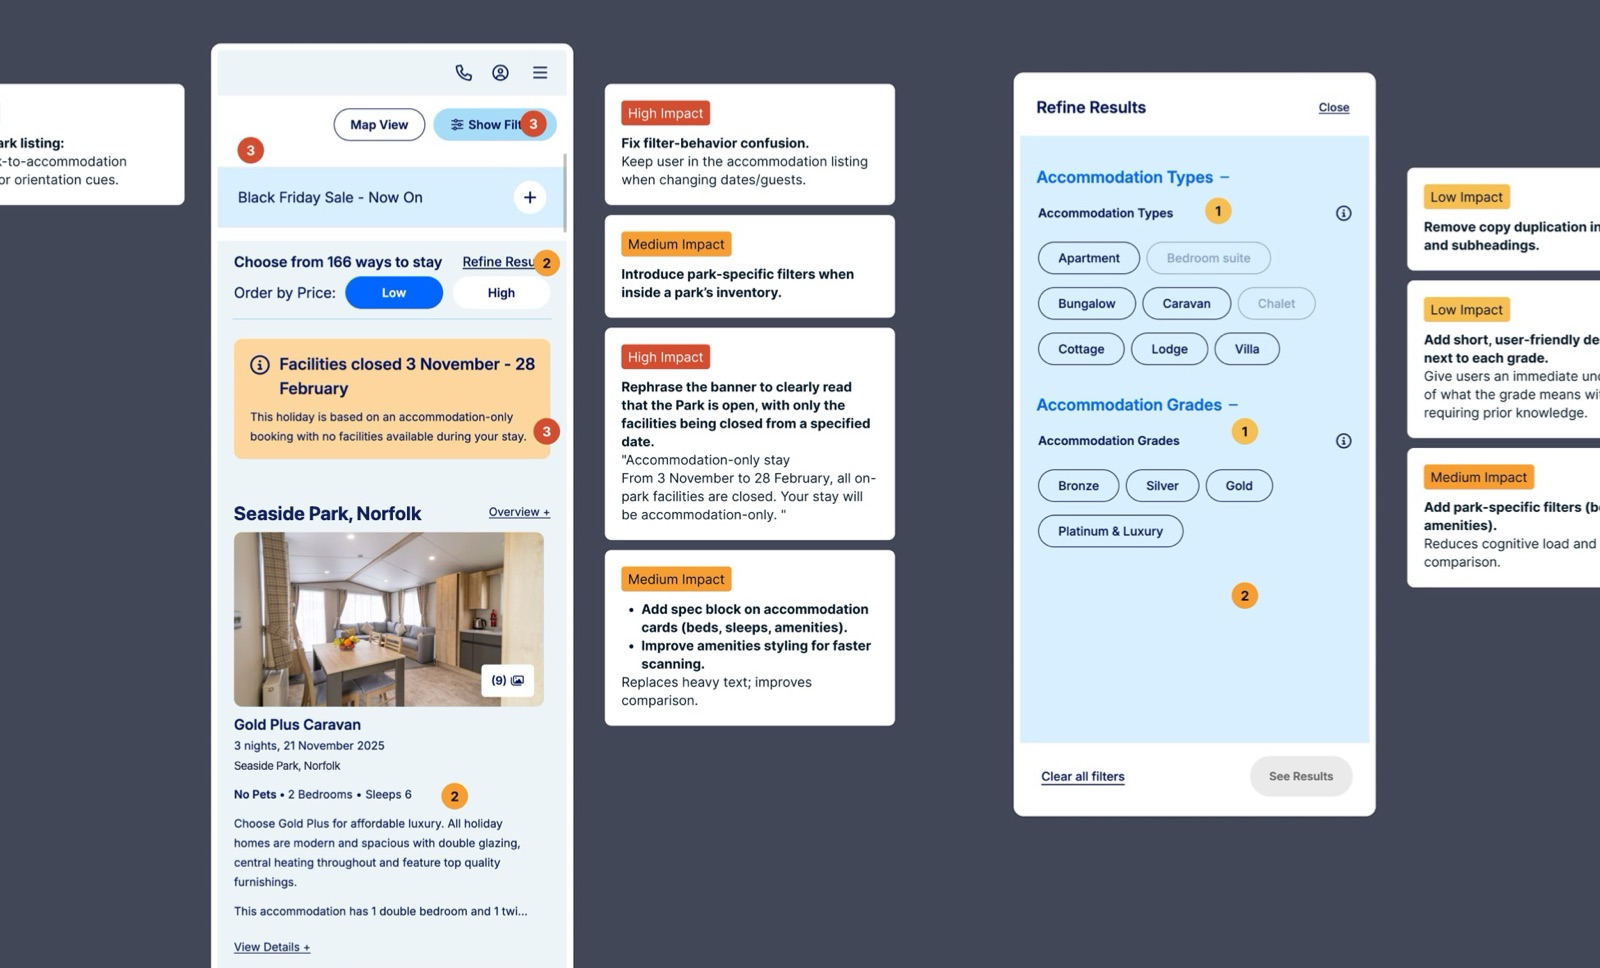 ark listing:
-to-accommodation
or orientation cues.
Map View
Show Filt
3
3
Black Friday Sale - Now On
Choose from 166 ways to stay
Refine Resu
2
Order by Price:
Low
High
Facilities closed 3 November - 28
February
This holiday is based on an accommodation-only
booking with no facilities available during your stay.
3
Seaside Park, Norfolk
Overview +
(9)
Gold Plus Caravan
3 nights, 21 November 2025
Seaside Park, Norfolk
No Pets • 2 Bedrooms • Sleeps 6
2
Choose Gold Plus for affordable luxury. All holiday
homes are modern and spacious with double glazing,
central heating throughout and feature top quality
furnishings.
This accommodation has 1 double bedroom and 1 twi...
View Details +
High Impact
Fix filter-behavior confusion.
Keep user in the accommodation listing
when changing dates/guests.
Medium Impact
Introduce park-specific filters when
inside a park’s inventory.
High Impact
Rephrase the banner to clearly read
that the Park is open, with only the
facilities being closed from a specified
date.
"Accommodation-only stay
From 3 November to 28 February, all on-
park facilities are closed. Your stay will
be accommodation-only. "
Medium Impact
• Add spec block on accommodation
cards (beds, sleeps, amenities).
• Improve amenities styling for faster
scanning.
Replaces heavy text; improves
comparison.
Refine Results
Close
Accommodation Types –
Accommodation Types
1
Apartment
Bedroom suite
Bungalow
Caravan
Chalet
Cottage
Lodge
Villa
Accommodation Grades –
Accommodation Grades
1
Bronze
Silver
Gold
Platinum & Luxury
2
Clear all filters
See Results
Low Impact
Remove copy duplication in
and subheadings.
Low Impact
Add short, user-friendly de
next to each grade.
Give users an immediate un
of what the grade means wi
requiring prior knowledge.
Medium Impact
Add park-specific filters (b
amenities).
Reduces cognitive load and
comparison.